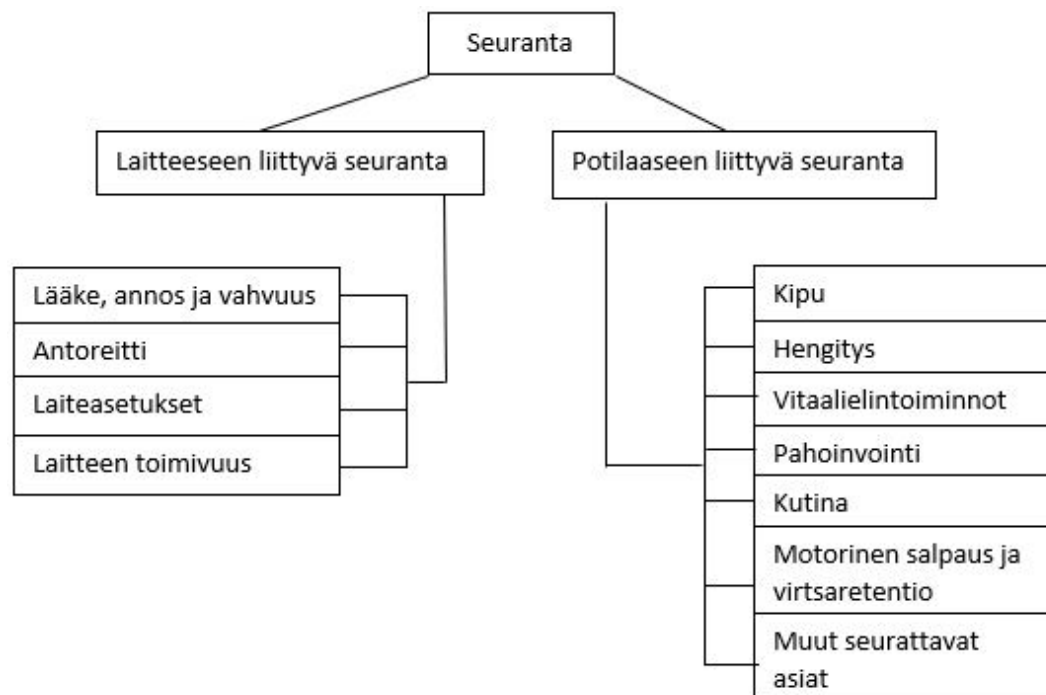 Seuranta
Laitteeseen liittyvä seuranta
Potilaaseen liittyvä seuranta
Lääke, annos ja vahvuus
Antoreitti
Laiteasetukset
Laitteen toimivuus
Kipu
Hengitys
Vitaalielintoiminnot
Pahoinvointi
Kutina
Motorinen salpaus ja
virtsaretentio
Muut seurattavat
asiat